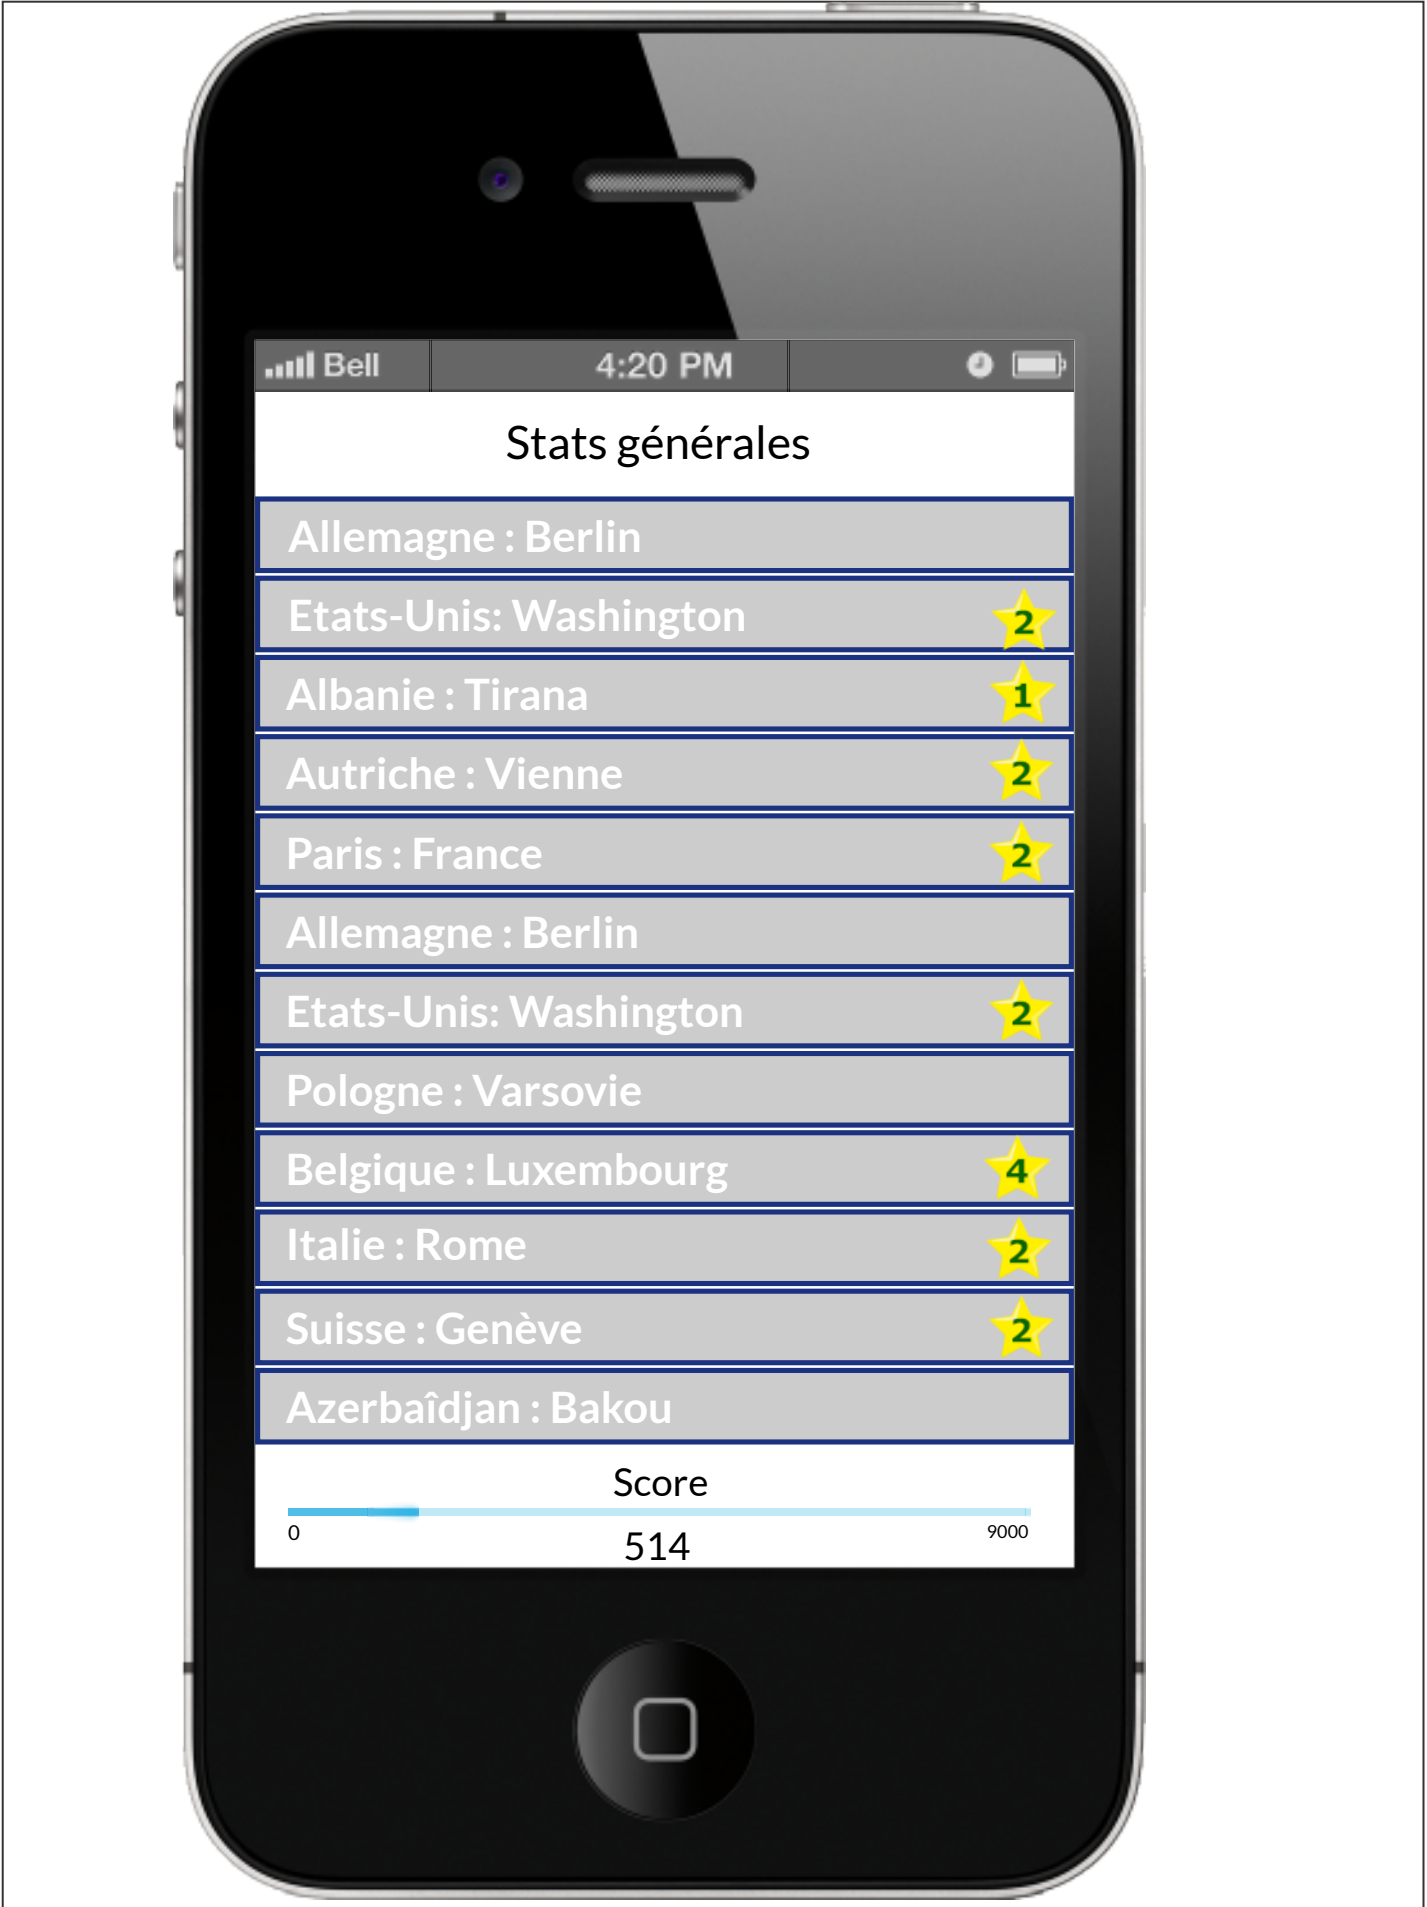 Bell 4:20 PM
Stats générales
Allemagne : Berlin
Etats-Unis: Washington 2
Albanie : Tirana 1
Autriche : Vienne 2
Paris : France 2
Allemagne : Berlin
Etats-Unis: Washington 2
Pologne : Varsovie
Belgique : Luxembourg 4
Italie : Rome 2
Suisse : Genève 2
Azerbaîdjan : Bakou
Score
0 9000
514